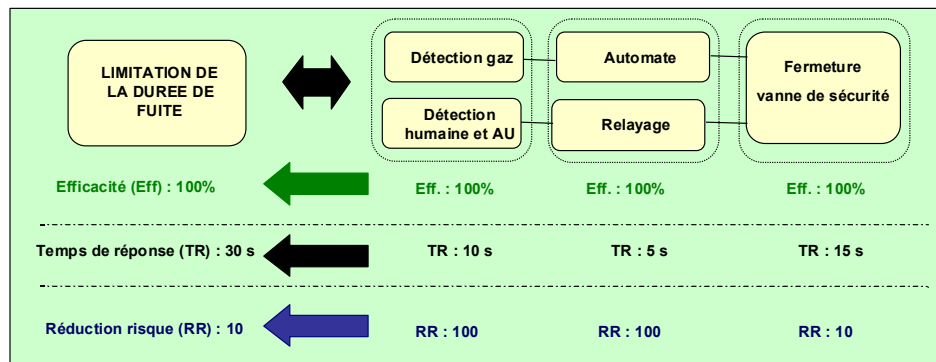 LIMITATION DE
LA DUREE DE
FUITE
Détection gaz
Automate
Fermeture
vanne de sécurité
Détection
humaine et AU
Relayage
Efficacité (Eff) : 100%
Eff. : 100%
Eff. : 100%
Eff. : 100%
Temps de réponse (TR) : 30 s
TR : 10 s
TR : 5 s
TR : 15 s
Réduction risque (RR) : 10
RR : 100
RR : 100
RR : 10